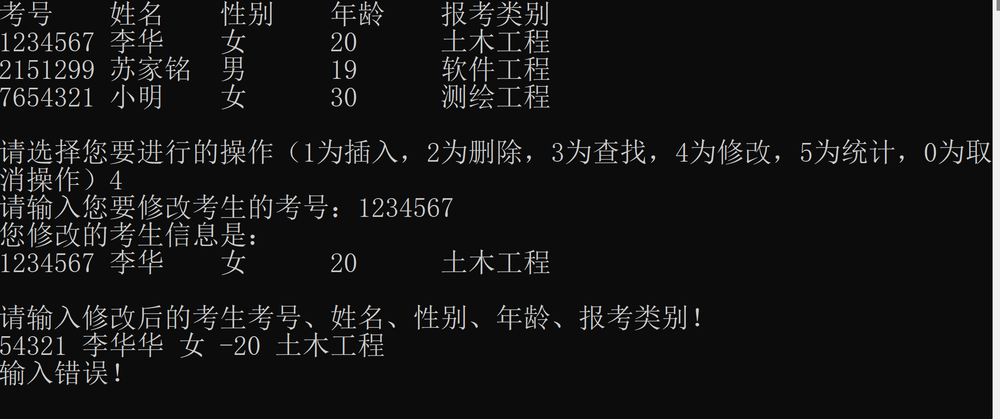 考号 姓名 性别 年龄 报考类别
1234567 李华 女 20 土木工程
2151299 苏家铭 男 19 软件工程
7654321 小明 女 30 测绘工程
请选择您要进行的操作（1为插入，2为删除，3为查找，4为修改，5为统计，0为取
消操作）4
请输入您要修改考生的考号：1234567
您修改的考生信息是：
1234567 李华 女 20 土木工程
请输入修改后的考生考号、姓名、性别、年龄、报考类别！
54321 李华华 女 -20 土木工程
输入错误！